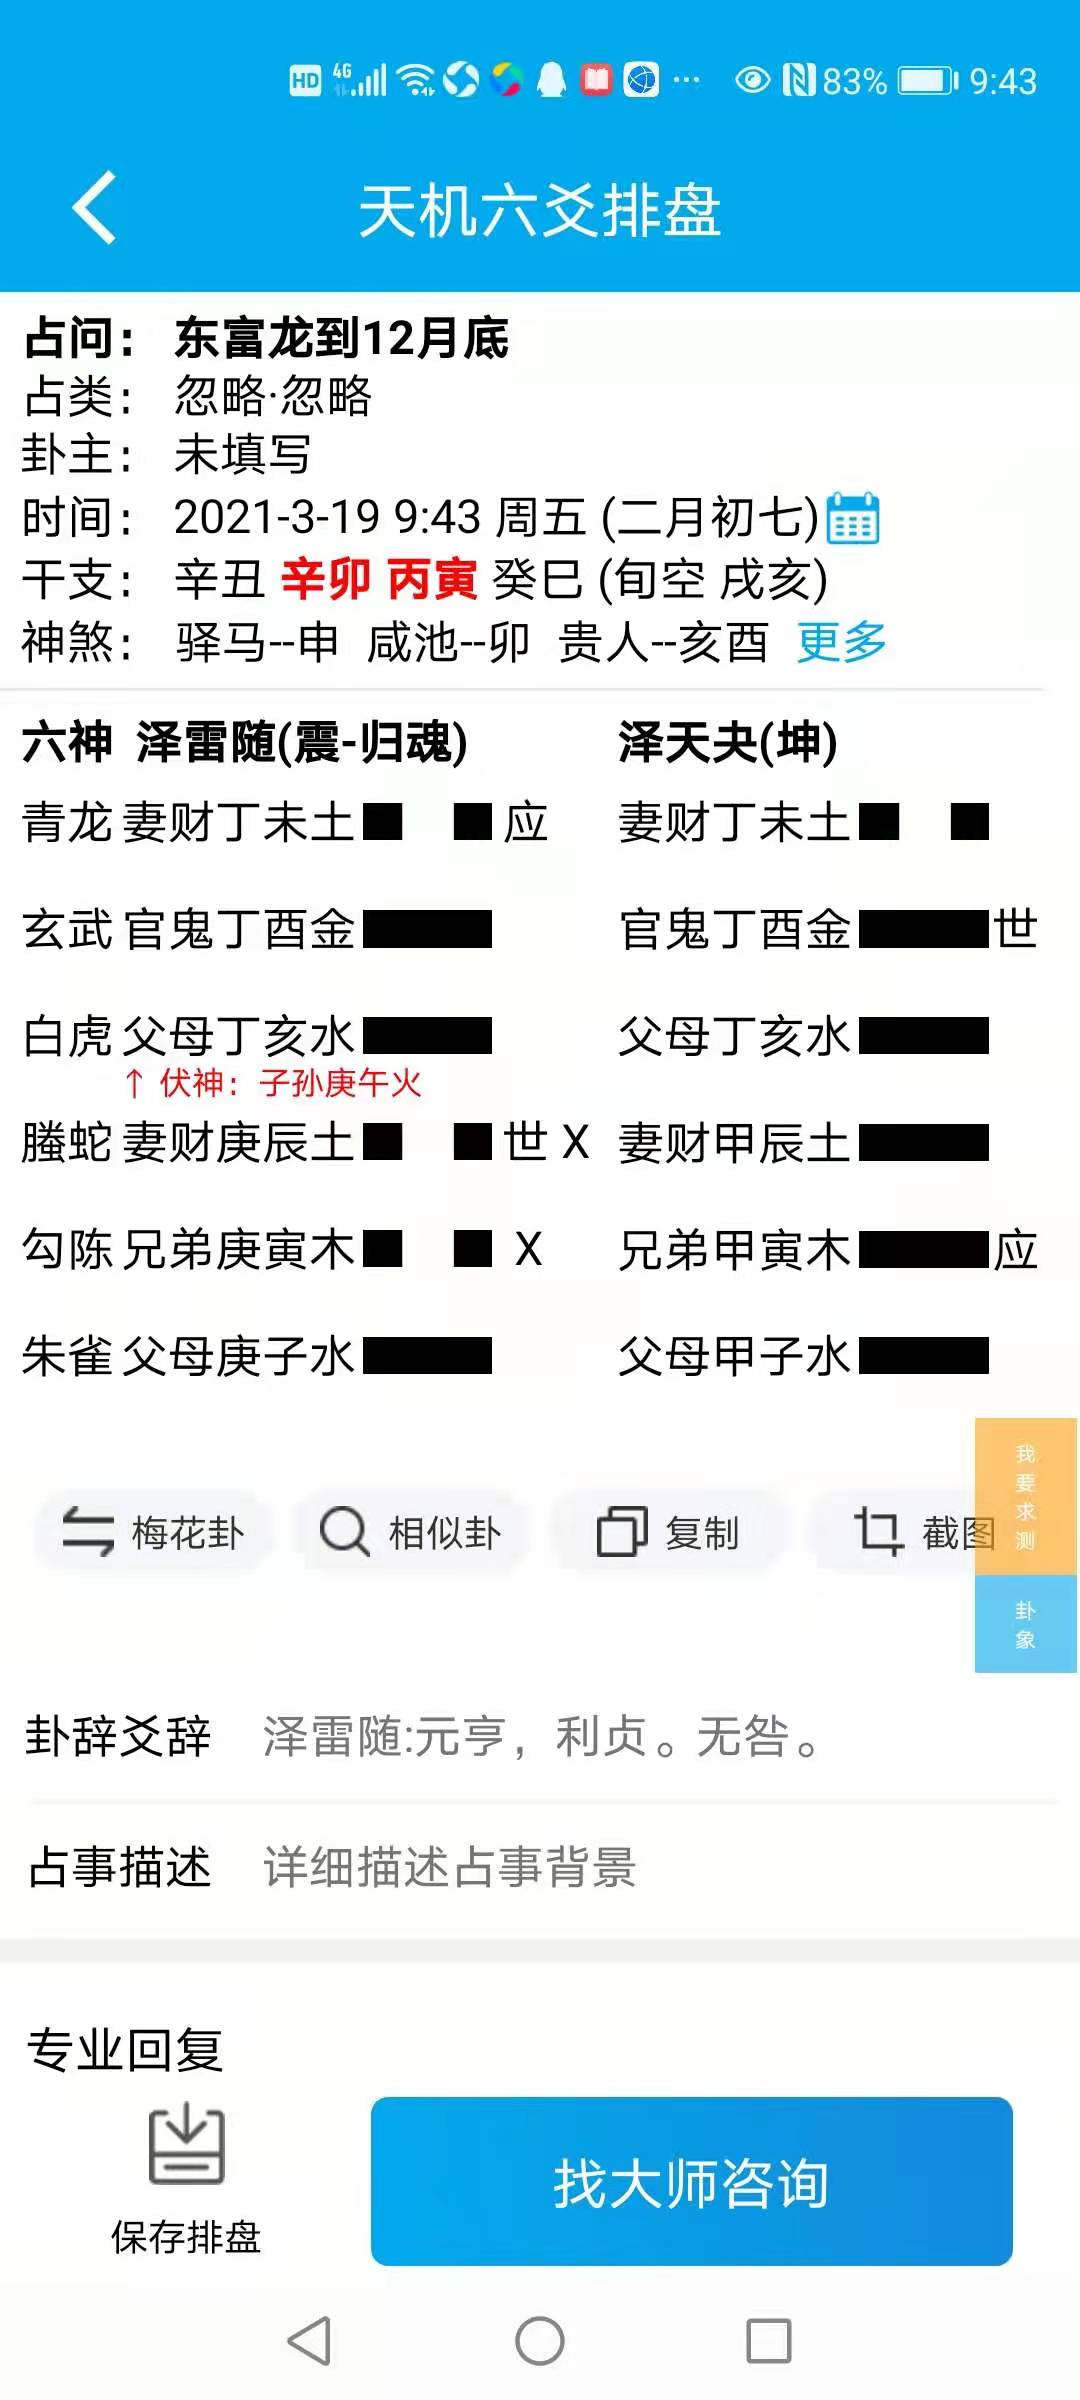 HD 4G 83% 9:43
天机六爻排盘
占问： 东富龙到12月底
占类： 忽略·忽略
卦主： 未填写
时间： 2021-3-19 9:43 周五 (二月初七)
干支： 辛丑 辛卯 丙寅 癸巳 (旬空 戌亥)
神煞： 驿马--申 咸池--卯 贵人--亥酉 更多
六神 泽雷随(震-归魂) 泽天夬(坤)
青龙 妻财丁未土 应 妻财丁未土
玄武 官鬼丁酉金 官鬼丁酉金 世
白虎 父母丁亥水 父母丁亥水
↑ 伏神：子孙庚午火
螣蛇 妻财庚辰土 世 X 妻财甲辰土
勾陈 兄弟庚寅木 X 兄弟甲寅木 应
朱雀 父母庚子水 父母甲子水
我要求测
梅花卦 相似卦 复制 截图
卦象
卦辞爻辞 泽雷随:元亨，利贞。无咎。
占事描述 详细描述占事背景
专业回复
保存排盘
找大师咨询